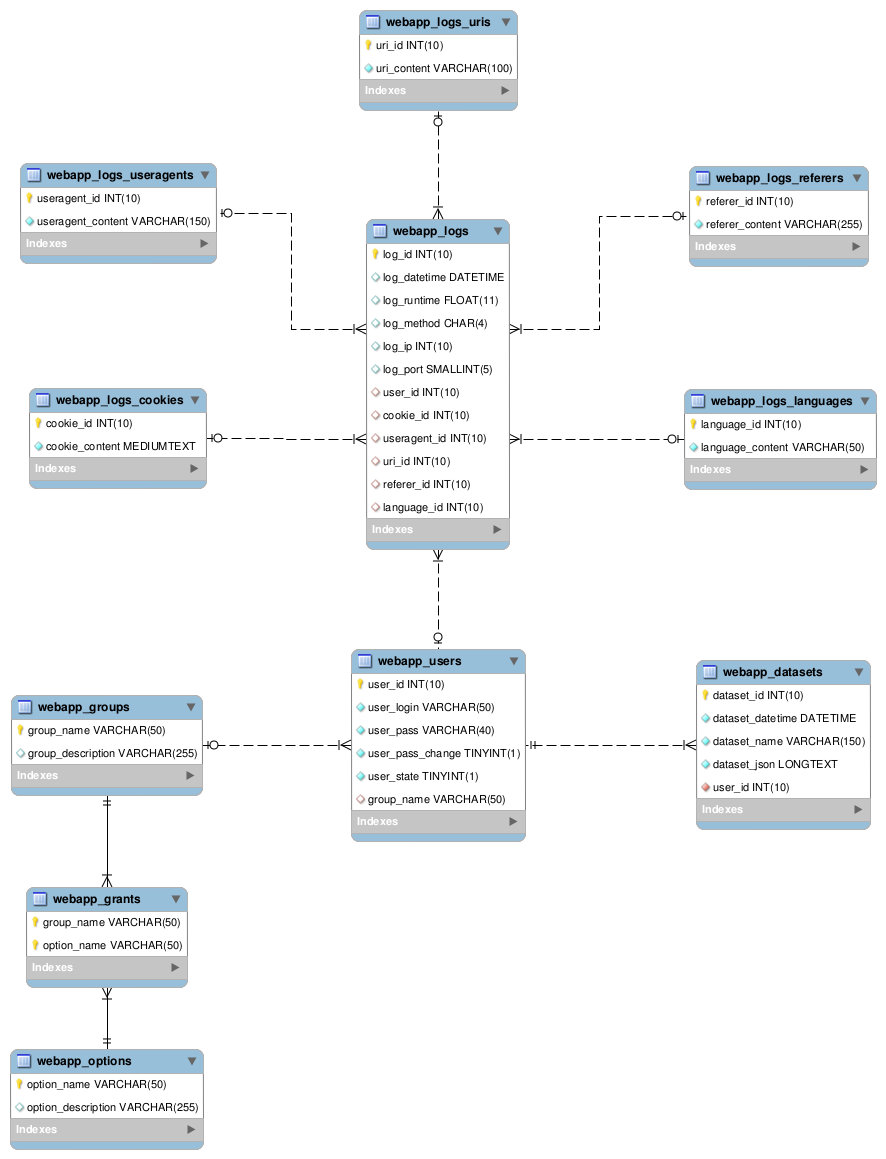 webapp_logs_uris
uri_id INT(10)
uri_content VARCHAR(100)
Indexes
webapp_logs_useragents
useragent_id INT(10)
useragent_content VARCHAR(150)
Indexes
webapp_logs_referers
referer_id INT(10)
referer_content VARCHAR(255)
Indexes
webapp_logs
log_id INT(10)
log_datetime DATETIME
log_runtime FLOAT(11)
log_method CHAR(4)
log_ip INT(10)
log_port SMALLINT(5)
user_id INT(10)
cookie_id INT(10)
useragent_id INT(10)
uri_id INT(10)
referer_id INT(10)
language_id INT(10)
Indexes
webapp_logs_cookies
cookie_id INT(10)
cookie_content MEDIUMTEXT
Indexes
webapp_logs_languages
language_id INT(10)
language_content VARCHAR(50)
Indexes
webapp_users
user_id INT(10)
user_login VARCHAR(50)
user_pass VARCHAR(40)
user_pass_change TINYINT(1)
user_state TINYINT(1)
group_name VARCHAR(50)
Indexes
webapp_datasets
dataset_id INT(10)
dataset_datetime DATETIME
dataset_name VARCHAR(150)
dataset_json LONGTEXT
user_id INT(10)
Indexes
webapp_groups
group_name VARCHAR(50)
group_description VARCHAR(255)
Indexes
webapp_grants
group_name VARCHAR(50)
option_name VARCHAR(50)
Indexes
webapp_options
option_name VARCHAR(50)
option_description VARCHAR(255)
Indexes